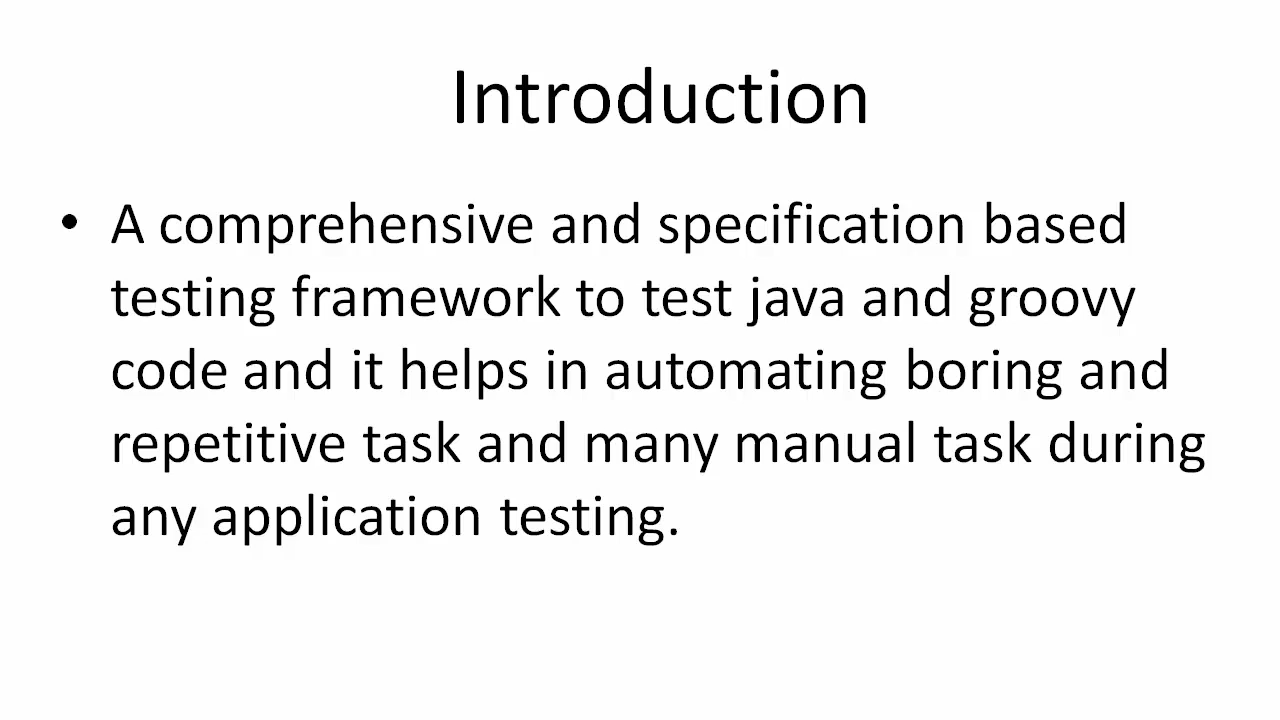 Introduction
• A comprehensive and specification based
testing framework to test java and groovy
code and it helps in automating boring and
repetitive task and many manual task during
any application testing.